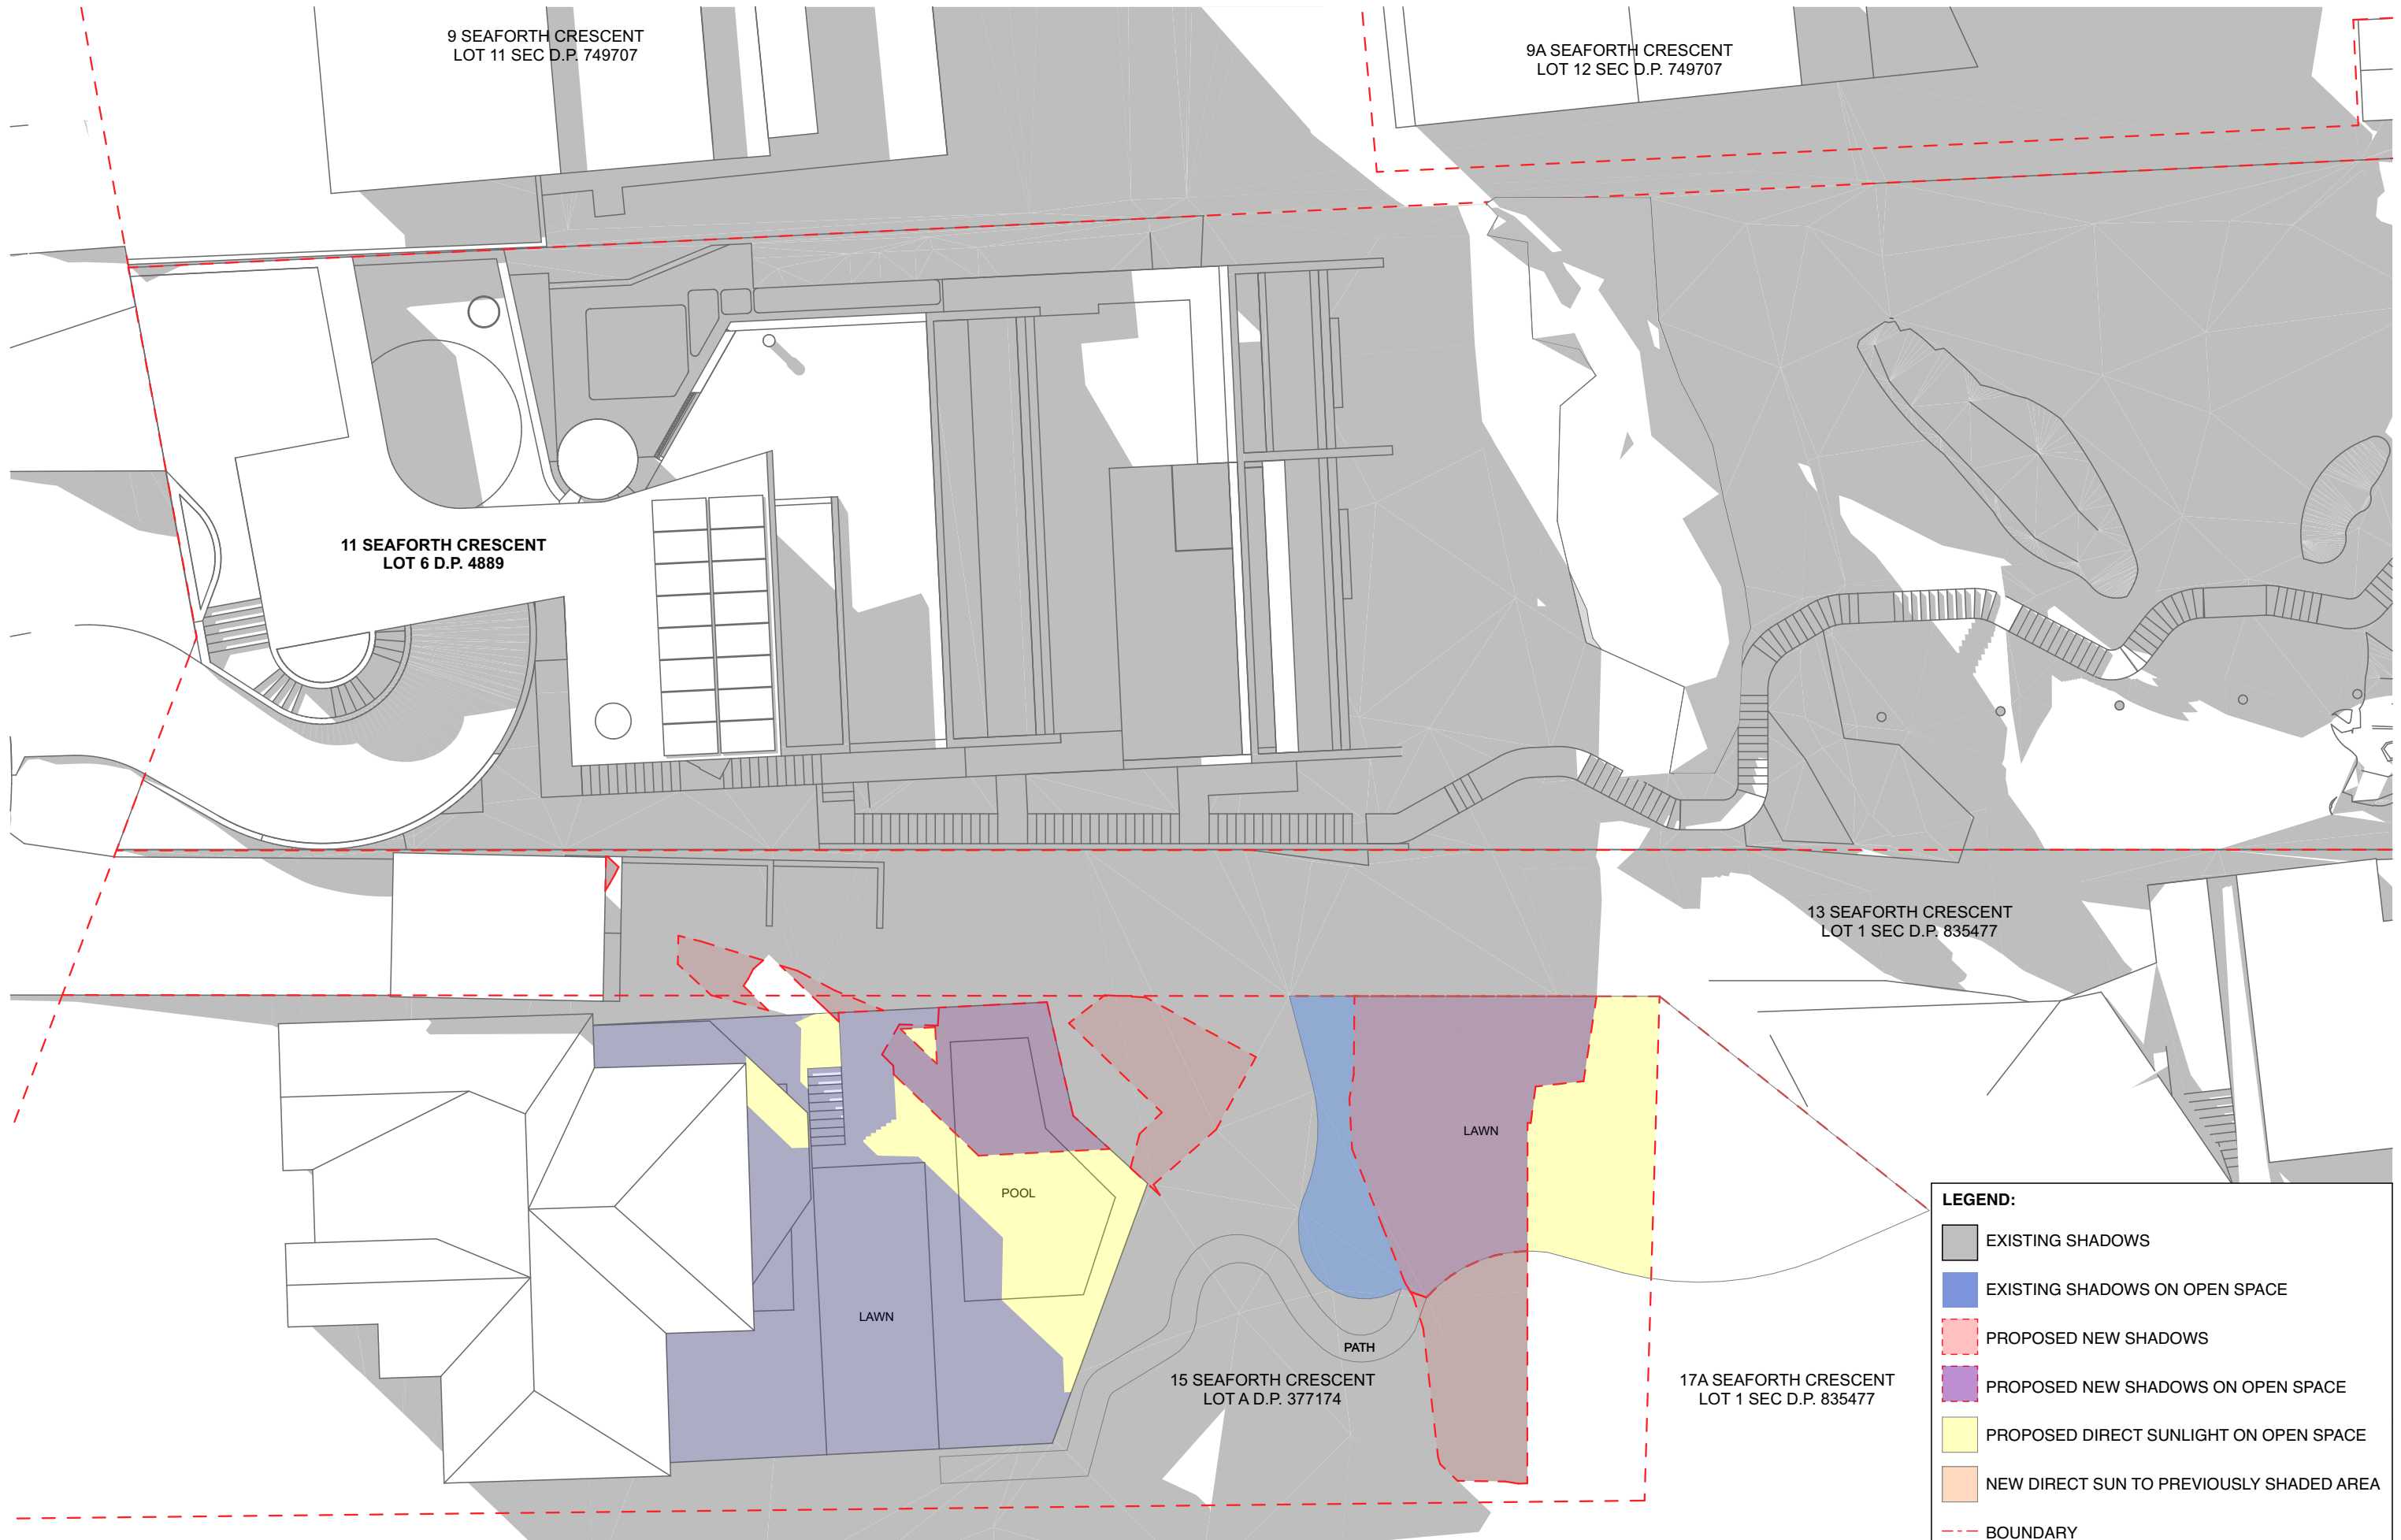 9 SEAFORTH CRESCENT
LOT 11 SEC D.P. 749707
9A SEAFORTH CRESCENT
LOT 12 SEC D.P. 749707
11 SEAFORTH CRESCENT
LOT 6 D.P. 4889
13 SEAFORTH CRESCENT
LOT 1 SEC D.P. 835477
LAWN
POOL
LAWN
PATH
15 SEAFORTH CRESCENT
LOT A D.P. 377174
17A SEAFORTH CRESCENT
LOT 1 SEC D.P. 835477
LEGEND:
EXISTING SHADOWS
EXISTING SHADOWS ON OPEN SPACE
PROPOSED NEW SHADOWS
PROPOSED NEW SHADOWS ON OPEN SPACE
PROPOSED DIRECT SUNLIGHT ON OPEN SPACE
NEW DIRECT SUN TO PREVIOUSLY SHADED AREA
BOUNDARY